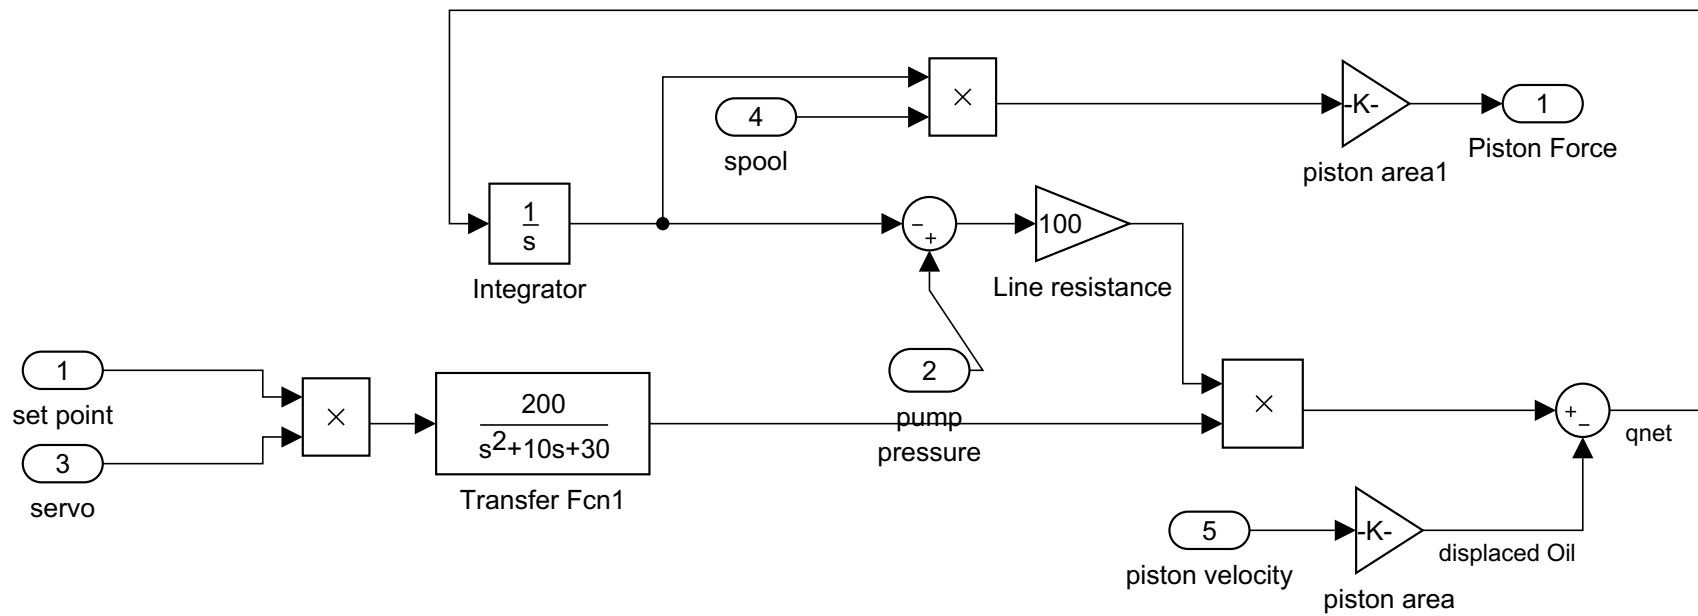 ×
4
spool
-K-
piston area1
1
Piston Force
1
s
Integrator
−
+
100
Line resistance
1
set point
3
servo
×
200
s2+10s+30
Transfer Fcn1
2
pump
pressure
×
+
−
qnet
5
piston velocity
-K-
piston area
displaced Oil